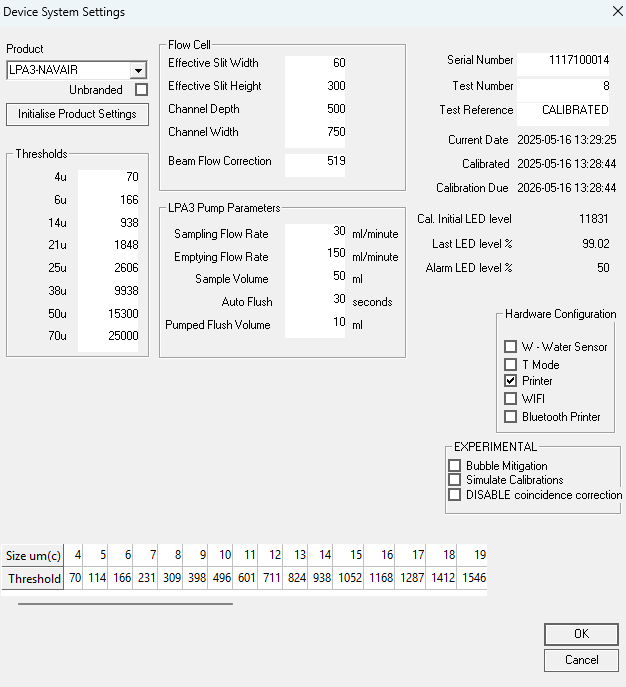 Device System Settings
Product
LPA3-NAVAIR
Unbranded
Initialise Product Settings
Thresholds
4u 70
6u 166
14u 938
21u 1848
25u 2606
38u 9938
50u 15300
70u 25000
Flow Cell
Effective Slit Width 60
Effective Slit Height 300
Channel Depth 500
Channel Width 750
Beam Flow Correction 519
LPA3 Pump Parameters
Sampling Flow Rate 30 ml/minute
Emptying Flow Rate 150 ml/minute
Sample Volume 50 ml
Auto Flush 30 seconds
Pumped Flush Volume 10 ml
Serial Number 1117100014
Test Number 8
Test Reference CALIBRATED
Current Date 2025-05-16 13:29:25
Calibrated 2025-05-16 13:28:44
Calibration Due 2026-05-16 13:28:44
Cal. Initial LED level 11831
Last LED level % 99.02
Alarm LED level % 50
Hardware Configuration
W - Water Sensor
T Mode
Printer
WIFI
Bluetooth Printer
EXPERIMENTAL
Bubble Mitigation
Simulate Calibrations
DISABLE coincidence correction
Size um(c) 4 5 6 7 8 9 10 11 12 13 14 15 16 17 18 19
Threshold 70 114 166 231 309 398 496 601 711 824 938 1052 1168 1287 1412 1546
OK
Cancel